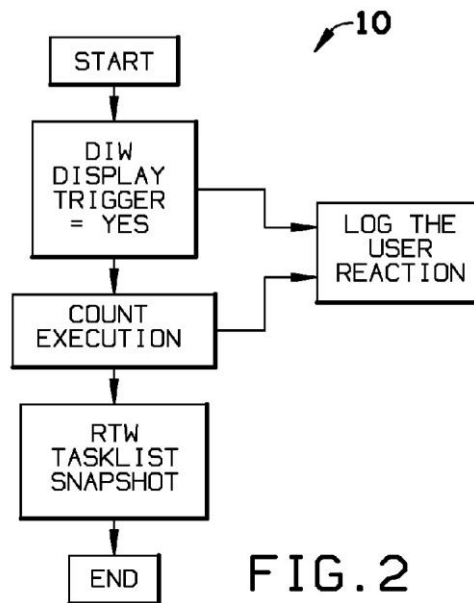 10
START
DIW
DISPLAY
TRIGGER
= YES
LOG THE
USER
REACTION
COUNT
EXECUTION
RTW
TASKLIST
SNAPSHOT
END
FIG.2